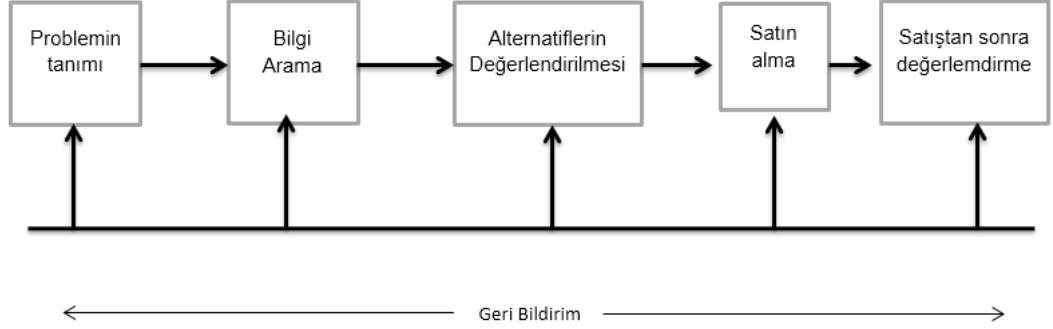 Problemin
tanımı
Bilgi
Arama
Alternatiflerin
Değerlendirilmesi
Satın
alma
Satıştan sonra
değerlemdirme
Geri Bildirim